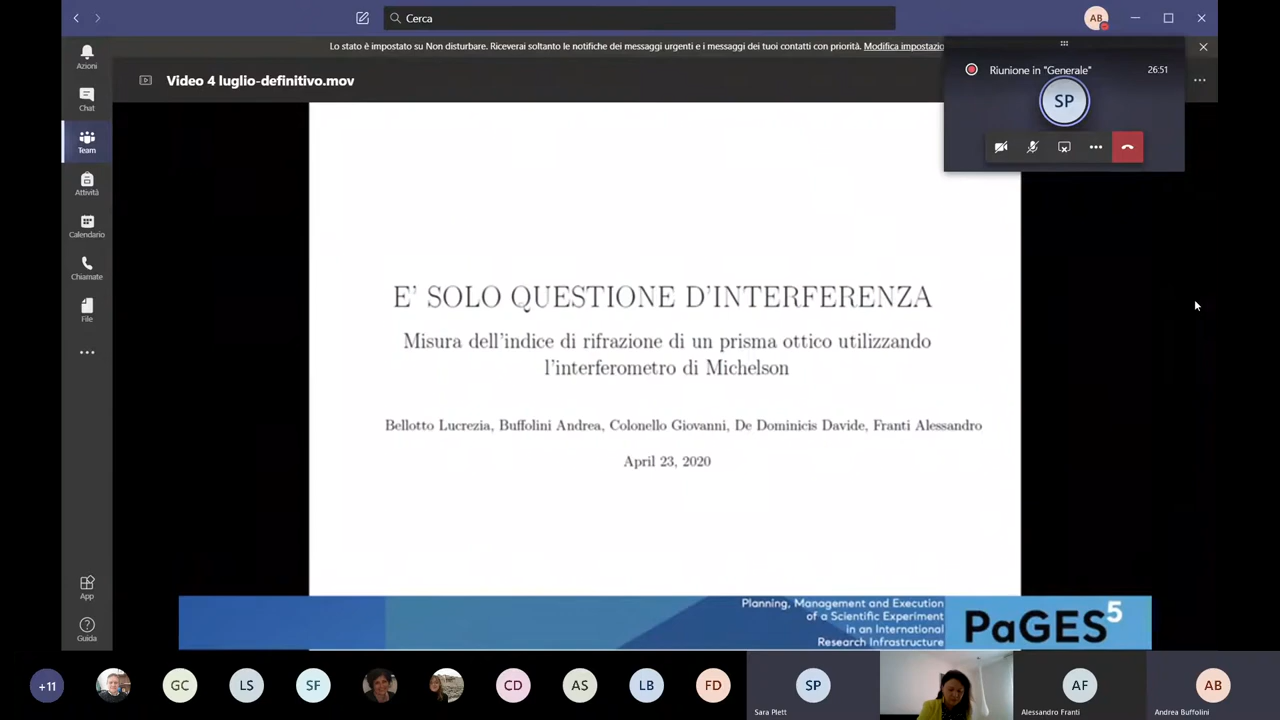 Cerca
AB
Lo stato è impostato su Non disturbare. Riceverai soltanto le notifiche dei messaggi urgenti e i messaggi dei tuoi contatti con priorità. Modifica impostazio
Azioni
Video 4 luglio-definitivo.mov
Riunione in "Generale"
26:51
SP
Chat
Team
Attività
Calendario
Chiamate
File
E' SOLO QUESTIONE D'INTERFERENZA
Misura dell'indice di rifrazione di un prisma ottico utilizzando
l'interferometro di Michelson
Bellotto Lucrezia, Buffolini Andrea, Colonello Giovanni, De Dominicis Davide, Franti Alessandro
April 23, 2020
App
Guida
Planning, Management and Execution
of a Scientific Experiment
in an International
Research Infrastructure
PaGES5
+11
GC
LS
SF
CD
AS
LB
FD
SP
AF
AB
Sara Plett
Alessandro Franti
Andrea Buffolini